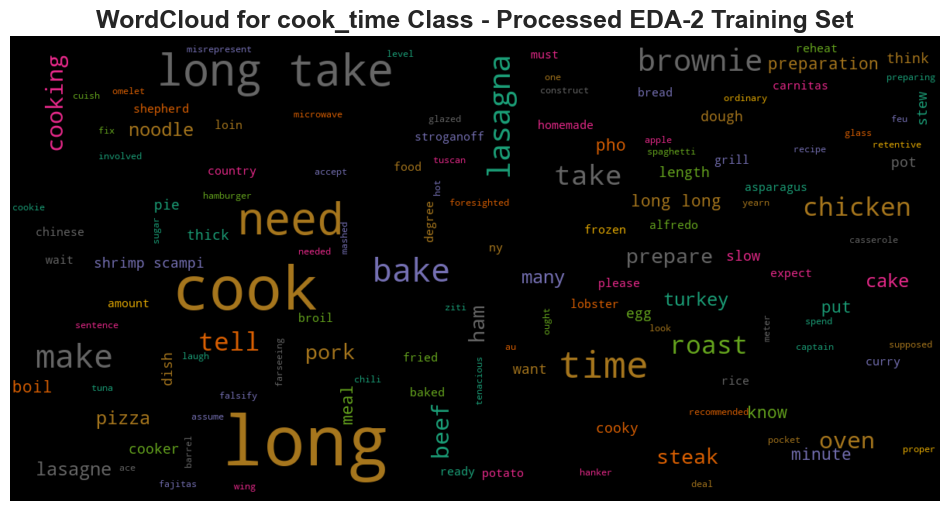 WordCloud for cook_time Class - Processed EDA-2 Training Set
misrepresent
level
must
reheat
cooking
long take
lasagna
brownie
preparation
think
cuish
omelet
one
construct
bread
carnitas
preparing
shepherd
microwave
glazed
homemade
ordinary
stew
fix
noodle
loin
stroganoff
pho
dough
feu
glass
involved
tuscan
apple
spaghetti
grill
recipe
retentive
country
accept
food
take
length
pot
hamburger
hot
asparagus
cookie
pie
need
degree
foresighted
long long
yearn
chicken
sugar
thick
mashed
frozen
alfredo
chinese
wait
shrimp scampi
needed
ny
prepare
slow
casserole
cook
bake
many
please
expect
cake
amount
ziti
lobster
turkey
put
sentence
broil
ham
egg
spend
tell
ought
look
meter
captain
supposed
make
dish
laugh
farseeing
pork
fried
au
want
time
roast
curry
boil
tuna
falsify
chili
baked
tenacious
rice
pizza
assume
meal
beef
recommended
know
cooker
cooky
pocket
oven
lasagne
ace
barrel
long
ready
potato
hanker
steak
minute
proper
fajitas
wing
deal